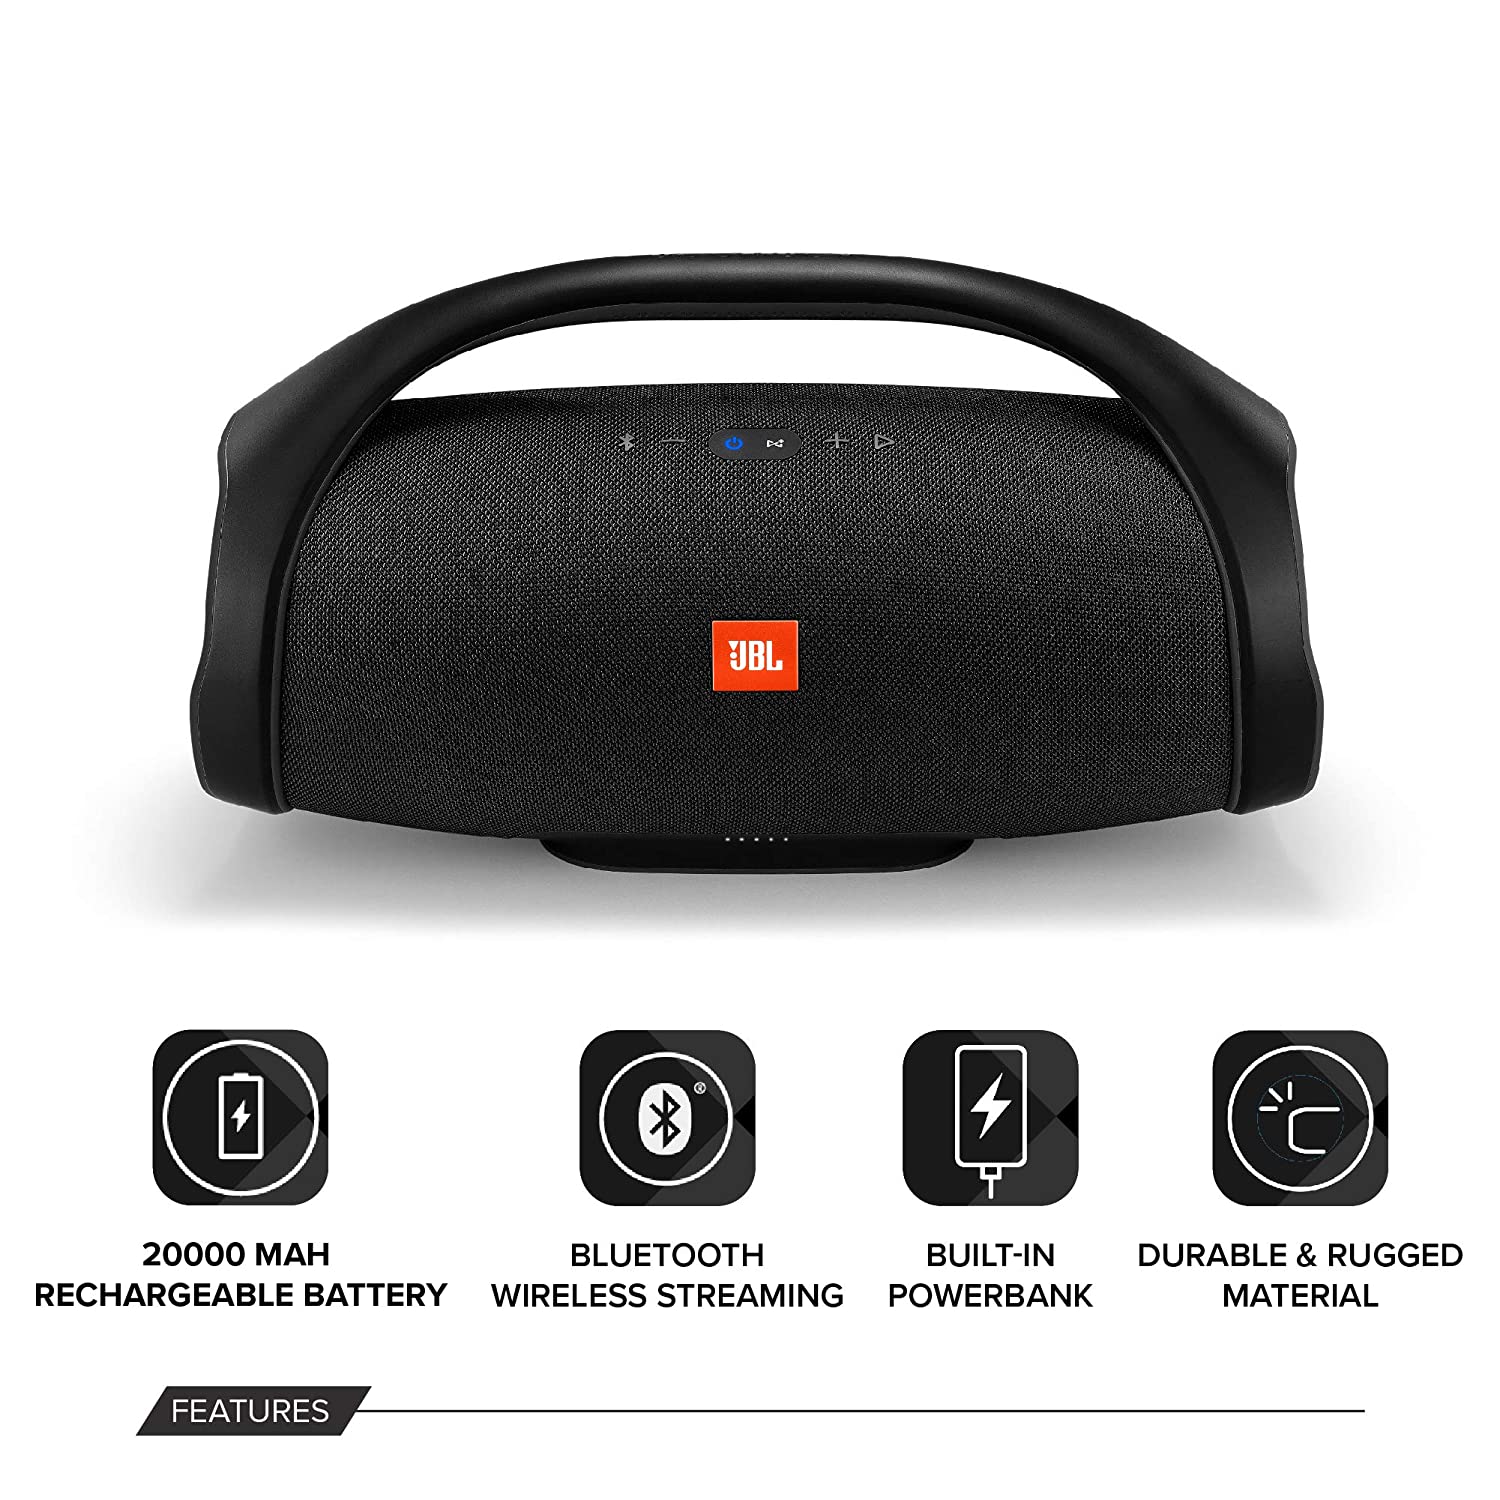 JBL
20000 MAH
RECHARGEABLE BATTERY
BLUETOOTH
WIRELESS STREAMING
BUILT-IN
POWERBANK
DURABLE & RUGGED
MATERIAL
FEATURES